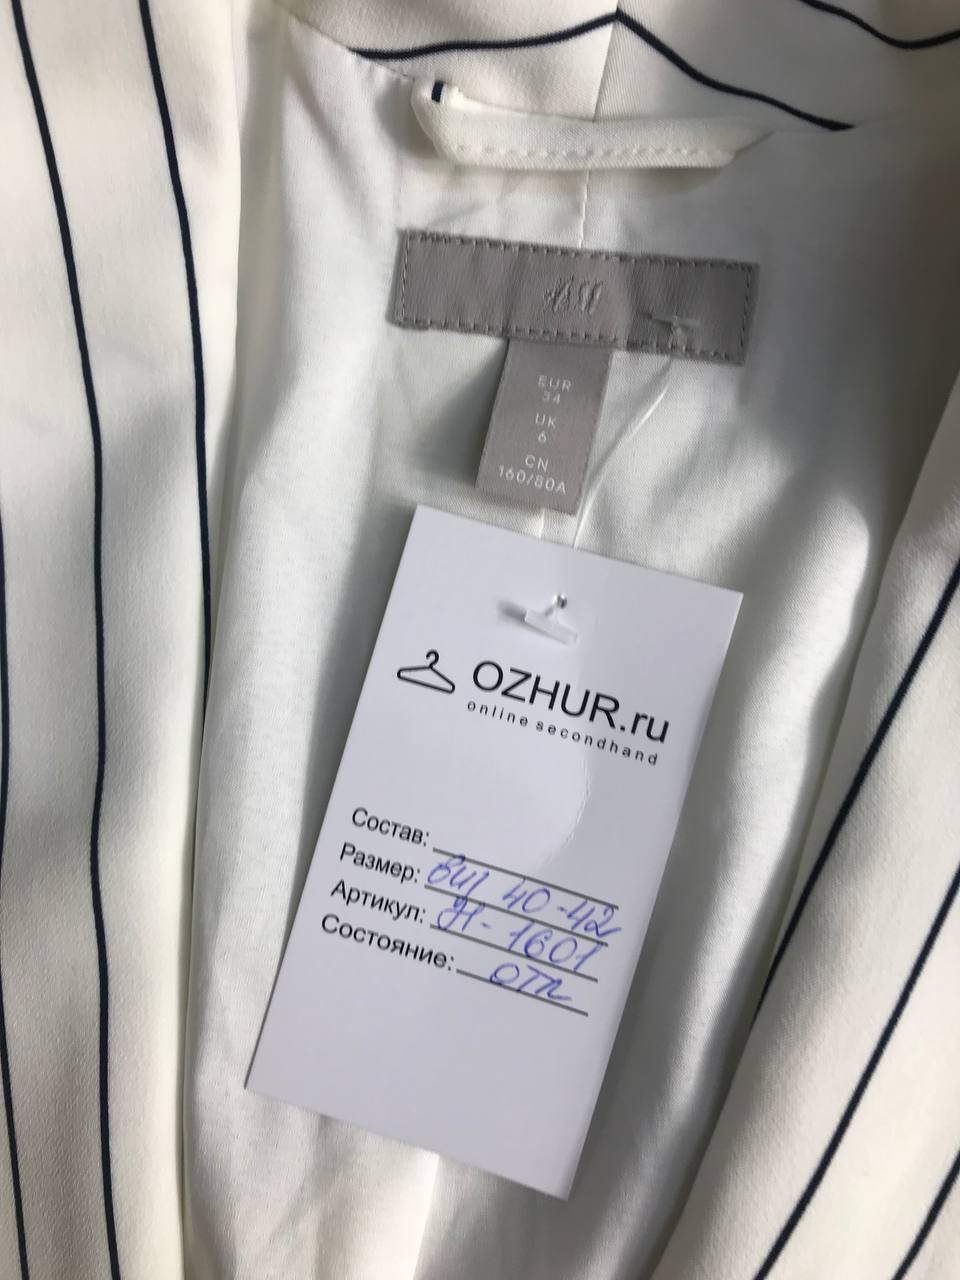 H&M
EUR
34
UK
6
CN
160/80A
OZHUR.ru
online secondhand
Состав:
Размер: 40-42
Артикул: Н-1601
Состояние: отл